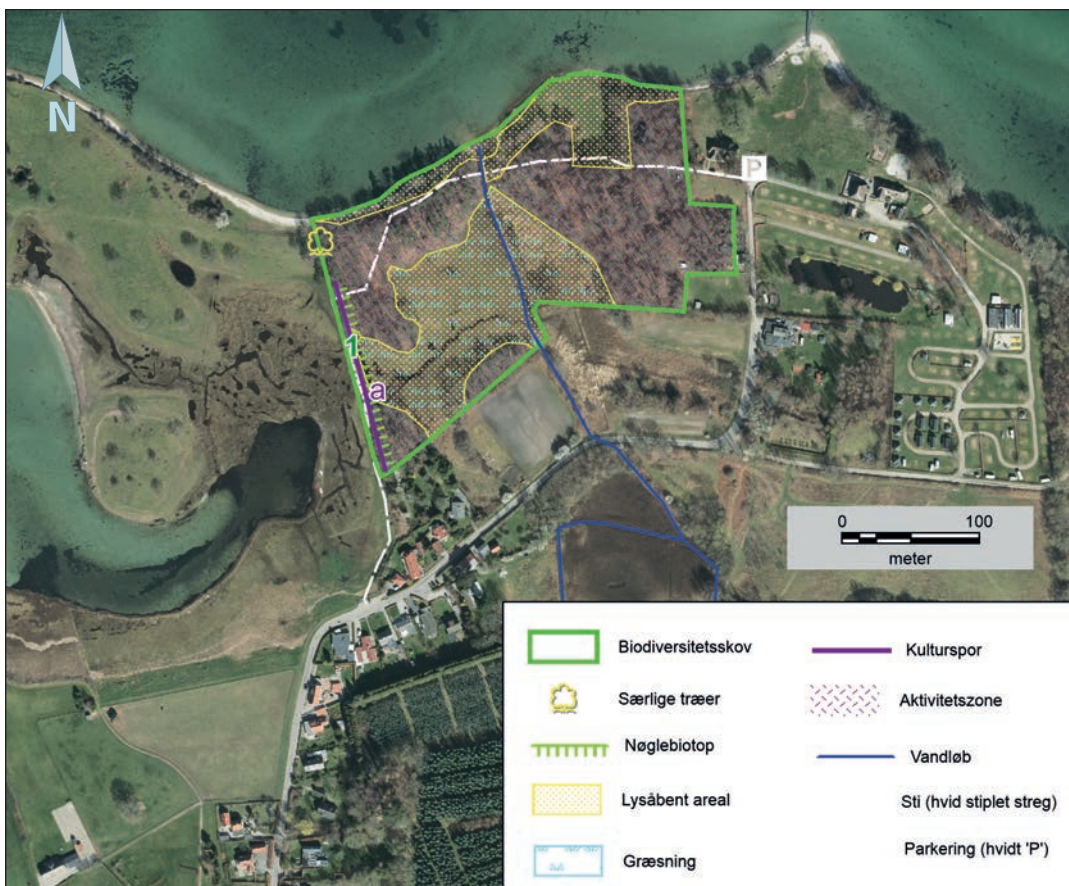 N
P
1
a
0 100
meter
Biodiversitetsskov
Særlige træer
Nøglebiotop
Lysåbent areal
Græsning
Kulturspor
Aktivitetszone
Vandløb
Sti (hvid stiplet streg)
Parkering (hvidt 'P')